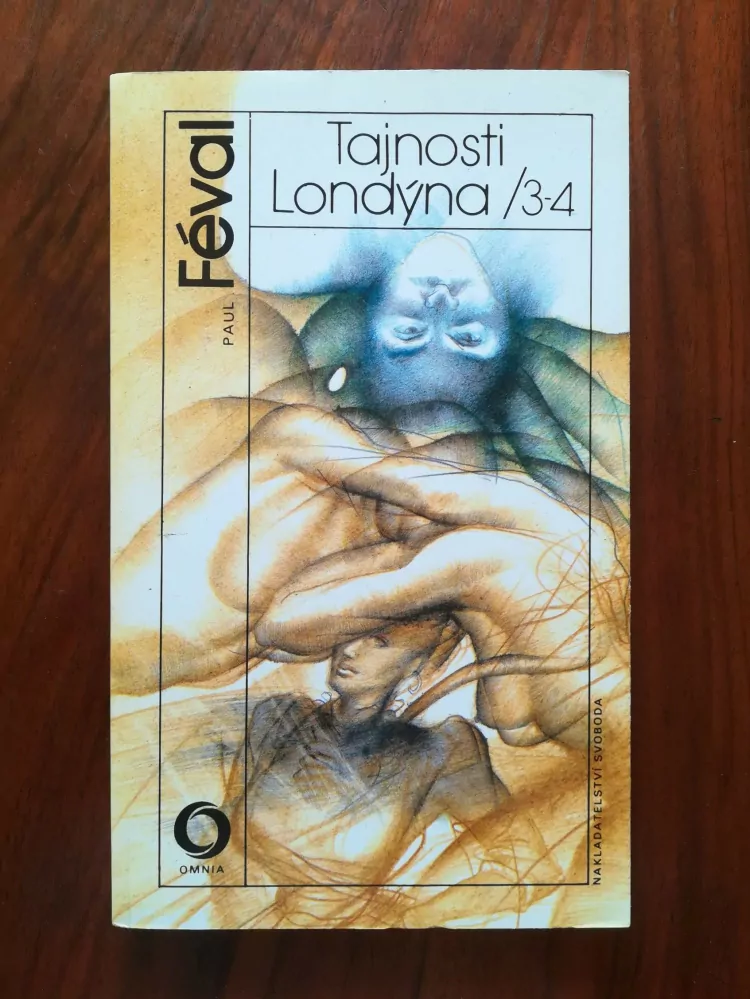 PAUL Féval
Tajnosti
Londýna /3-4
OMNIA
NAKLADATELSTVÍ SVOBODA